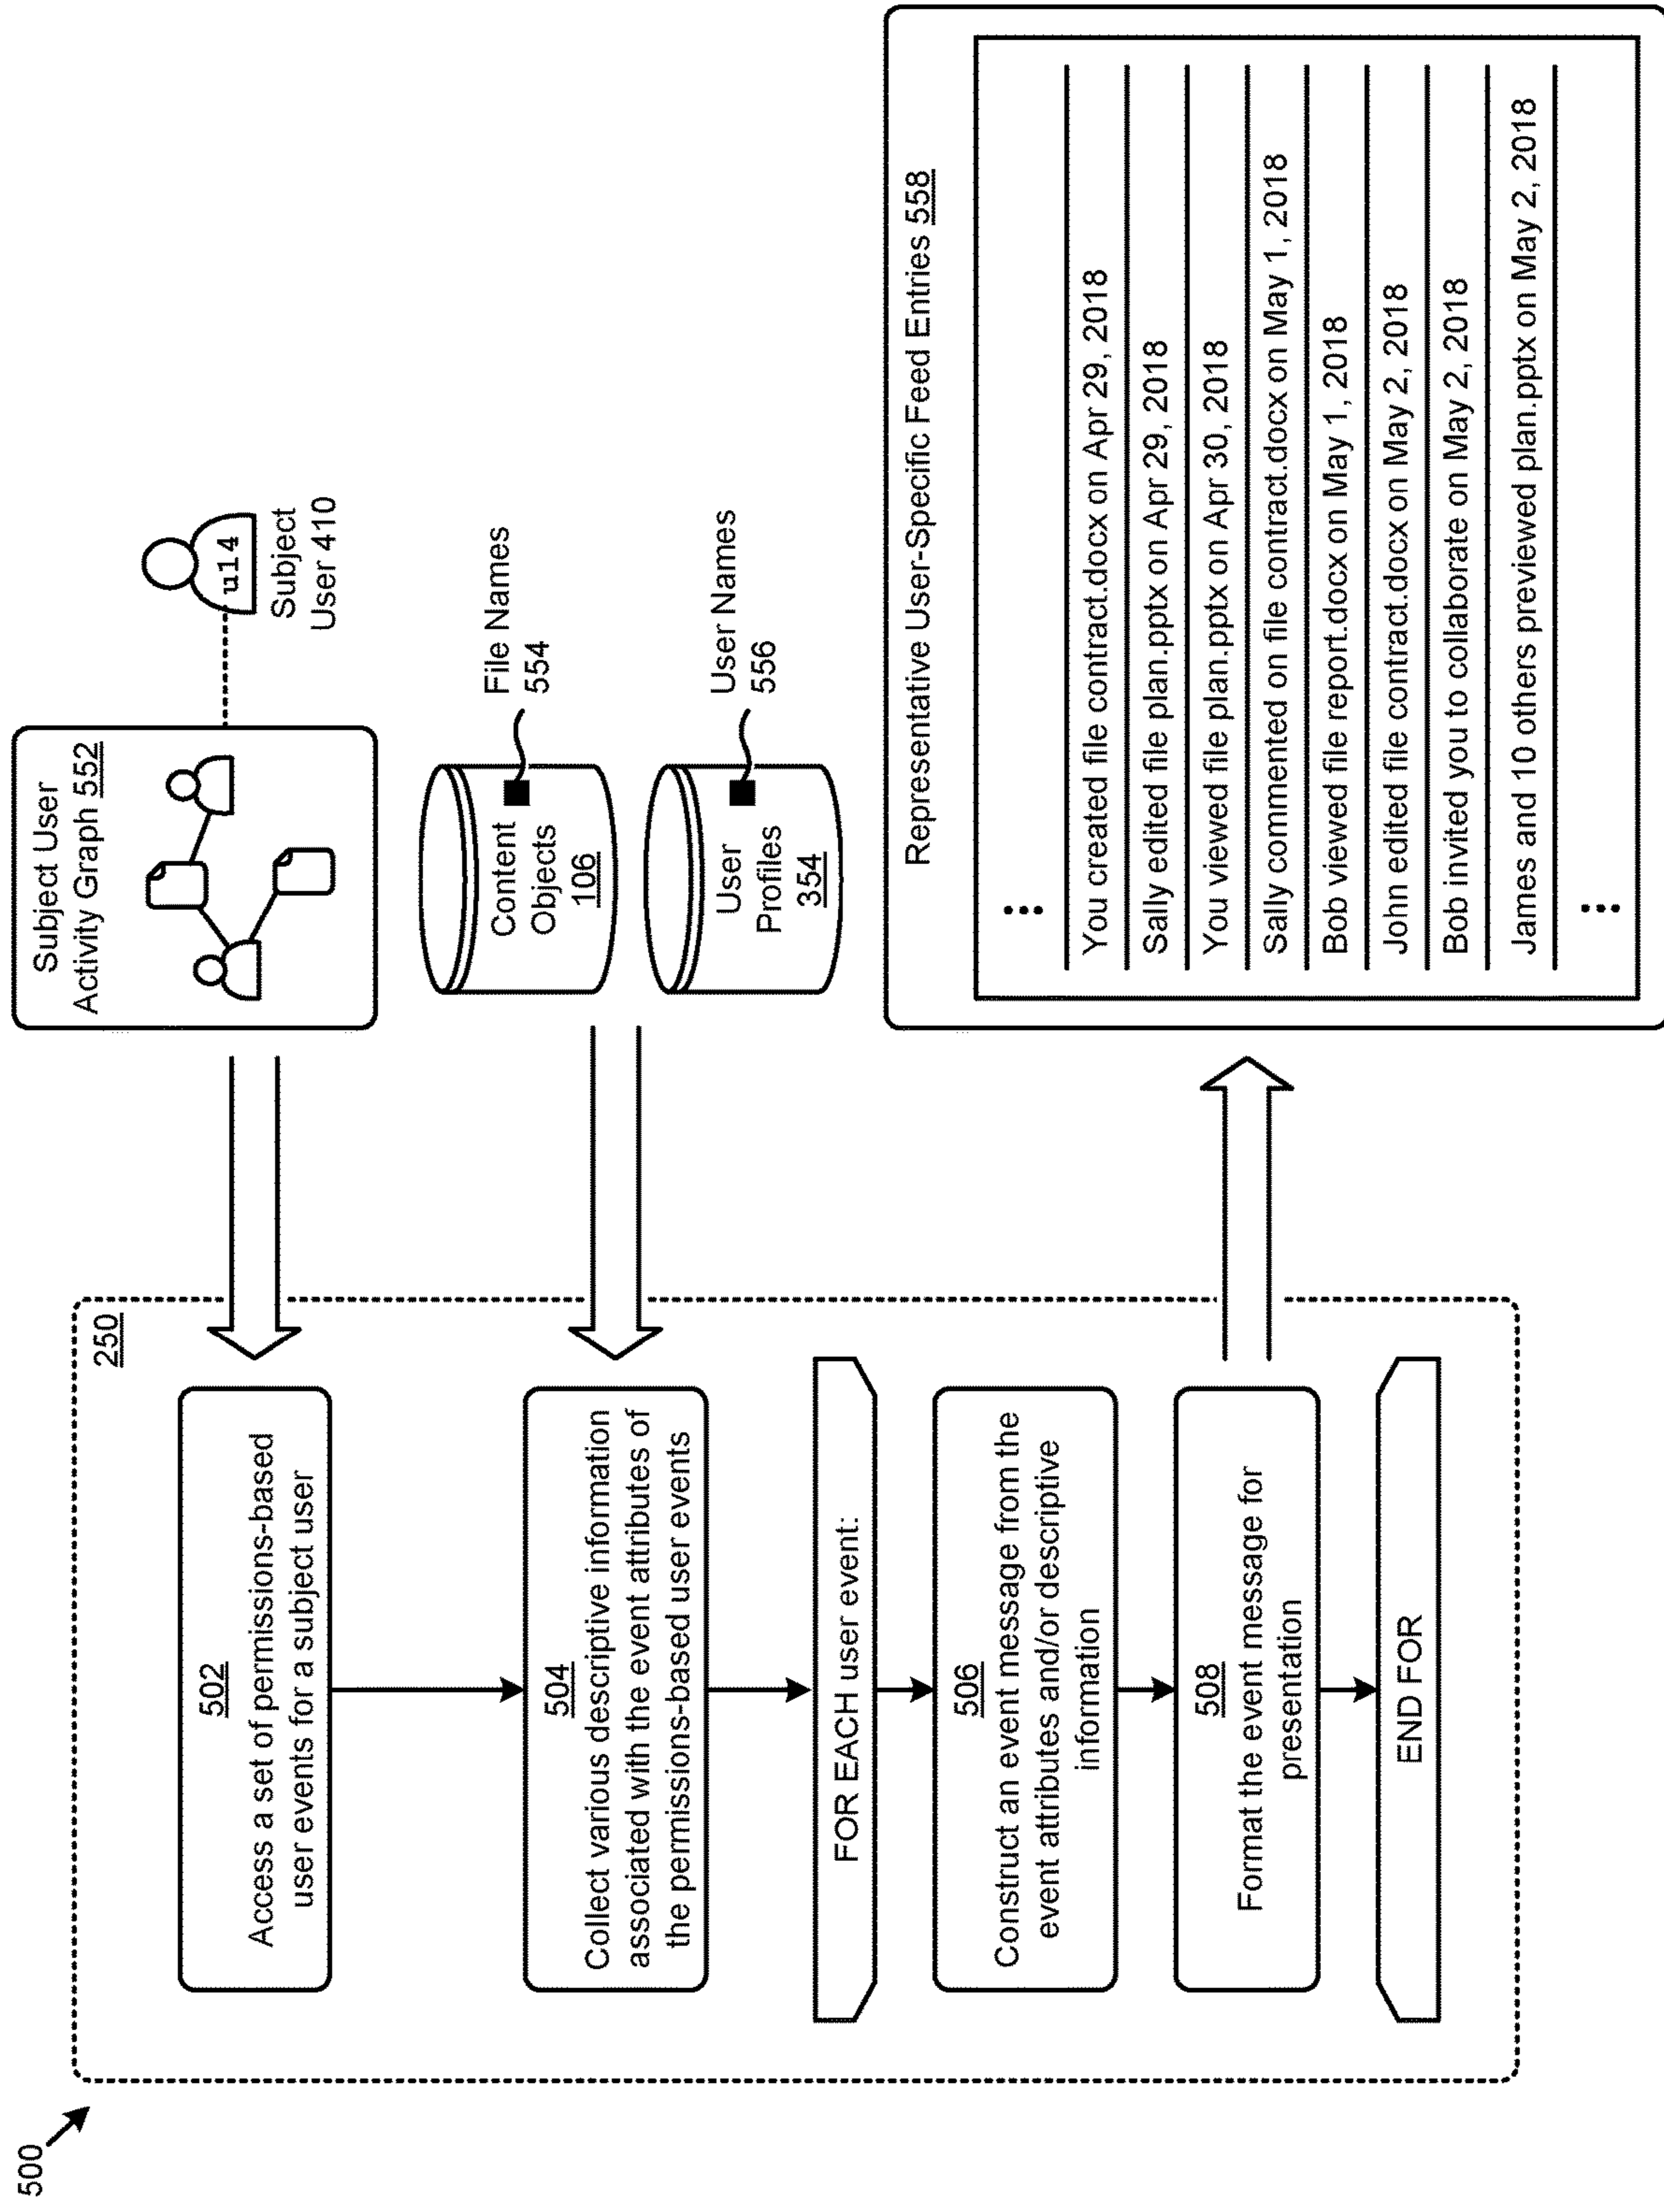 500
250
502
Access a set of permissions-based
user events for a subject user
504
Collect various descriptive information
associated with the event attributes of
the permissions-based user events
FOR EACH user event:
506
Construct an event message from the
event attributes and/or descriptive
information
508
Format the event message for
presentation
END FOR
Subject User
Activity Graph 552
u14
Subject
User 410
Content
Objects
106
File Names
554
User
Profiles
354
User Names
556
Representative User-Specific Feed Entries 558
⋮
You created file contract.docx on Apr 29, 2018
Sally edited file plan.pptx on Apr 29, 2018
You viewed file plan.pptx on Apr 30, 2018
Sally commented on file contract.docx on May 1, 2018
Bob viewed file report.docx on May 1, 2018
John edited file contract.docx on May 2, 2018
Bob invited you to collaborate on May 2, 2018
James and 10 others previewed plan.pptx on May 2, 2018
⋮